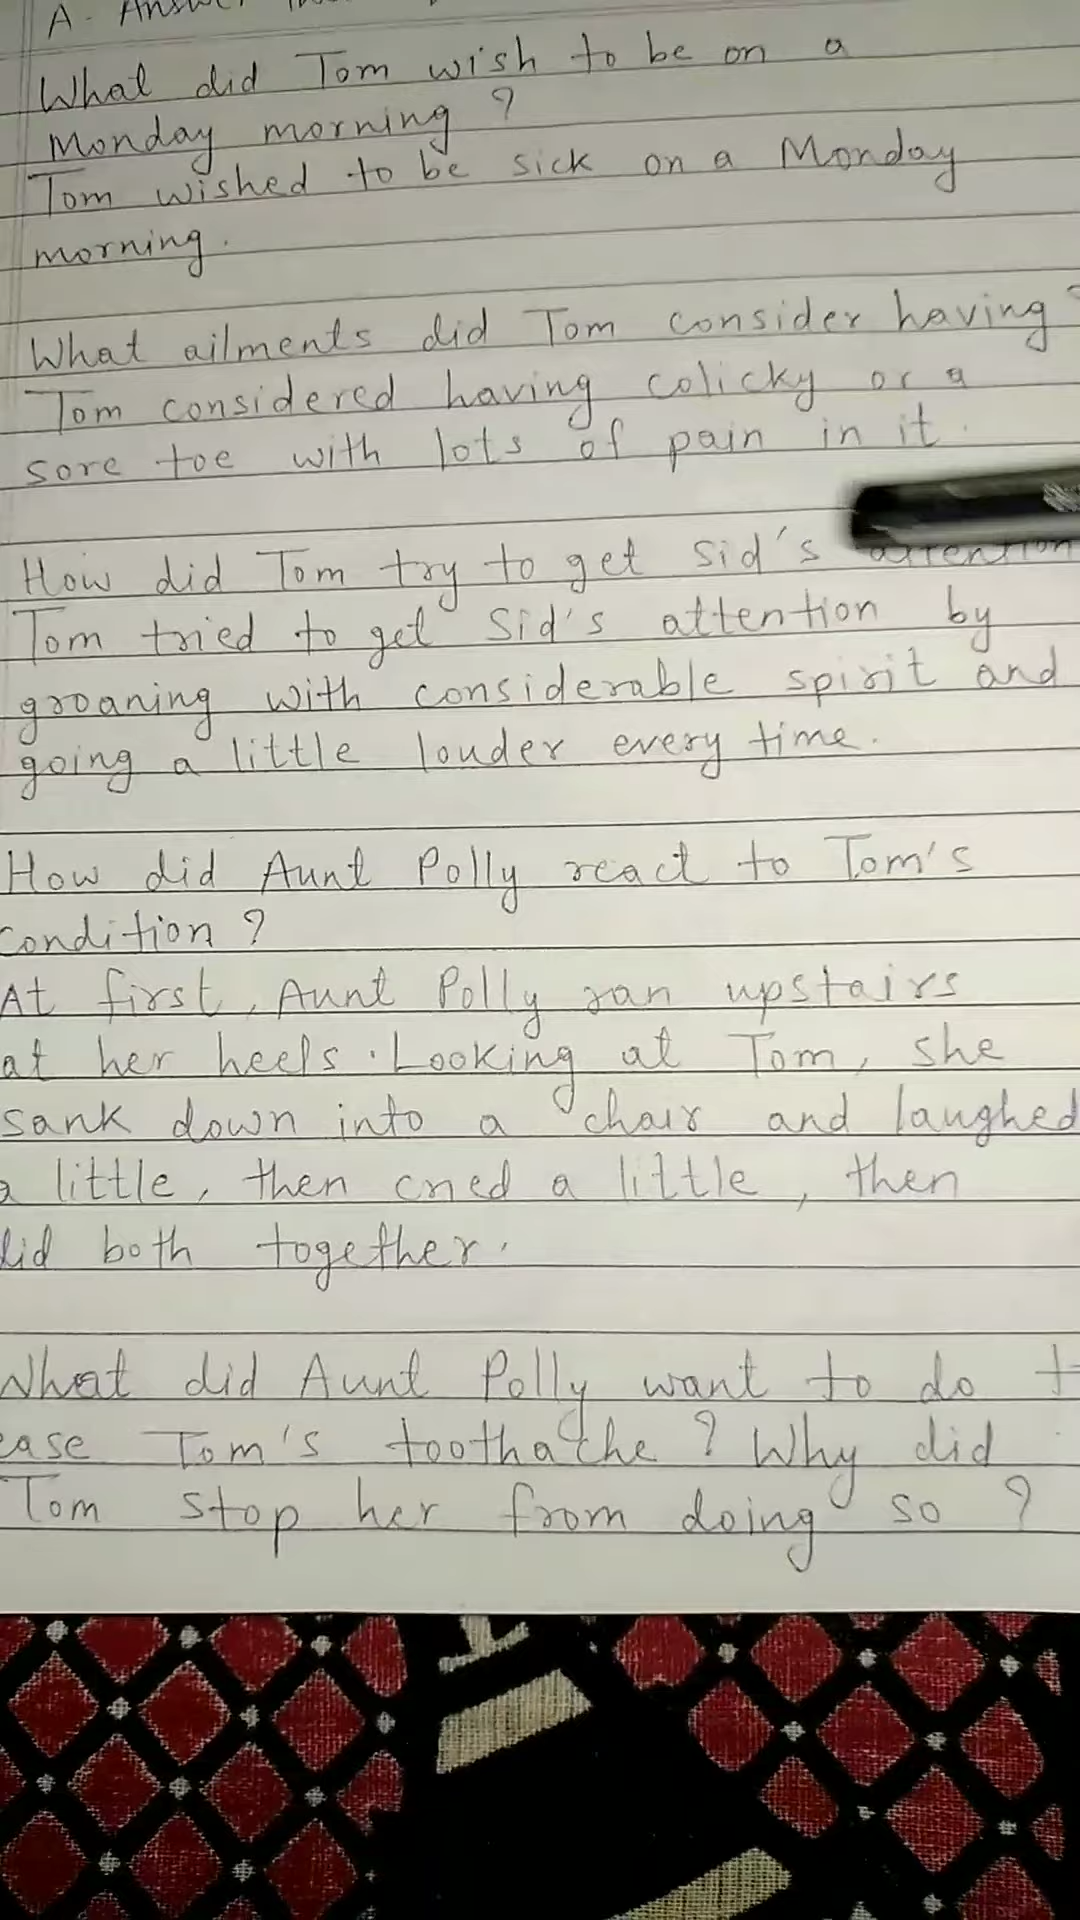 A. Answer
What did Tom wish to be on a
Monday morning ?
Tom wished to be sick on a Monday
morning.
What ailments did Tom consider having ?
Tom considered having colicky or a
sore toe with lots of pain in it.
How did Tom try to get Sid's attention
Tom tried to get Sid's attention by
groaning with considerable spirit and
going a little louder every time.
How did Aunt Polly react to Tom's
condition ?
At first, Aunt Polly ran upstairs
at her heels. Looking at Tom, she
sank down into a chair and laughed
a little, then cried a little, then
did both together.
What did Aunt Polly want to do t
ease Tom's toothache ? Why did
Tom stop her from doing so ?